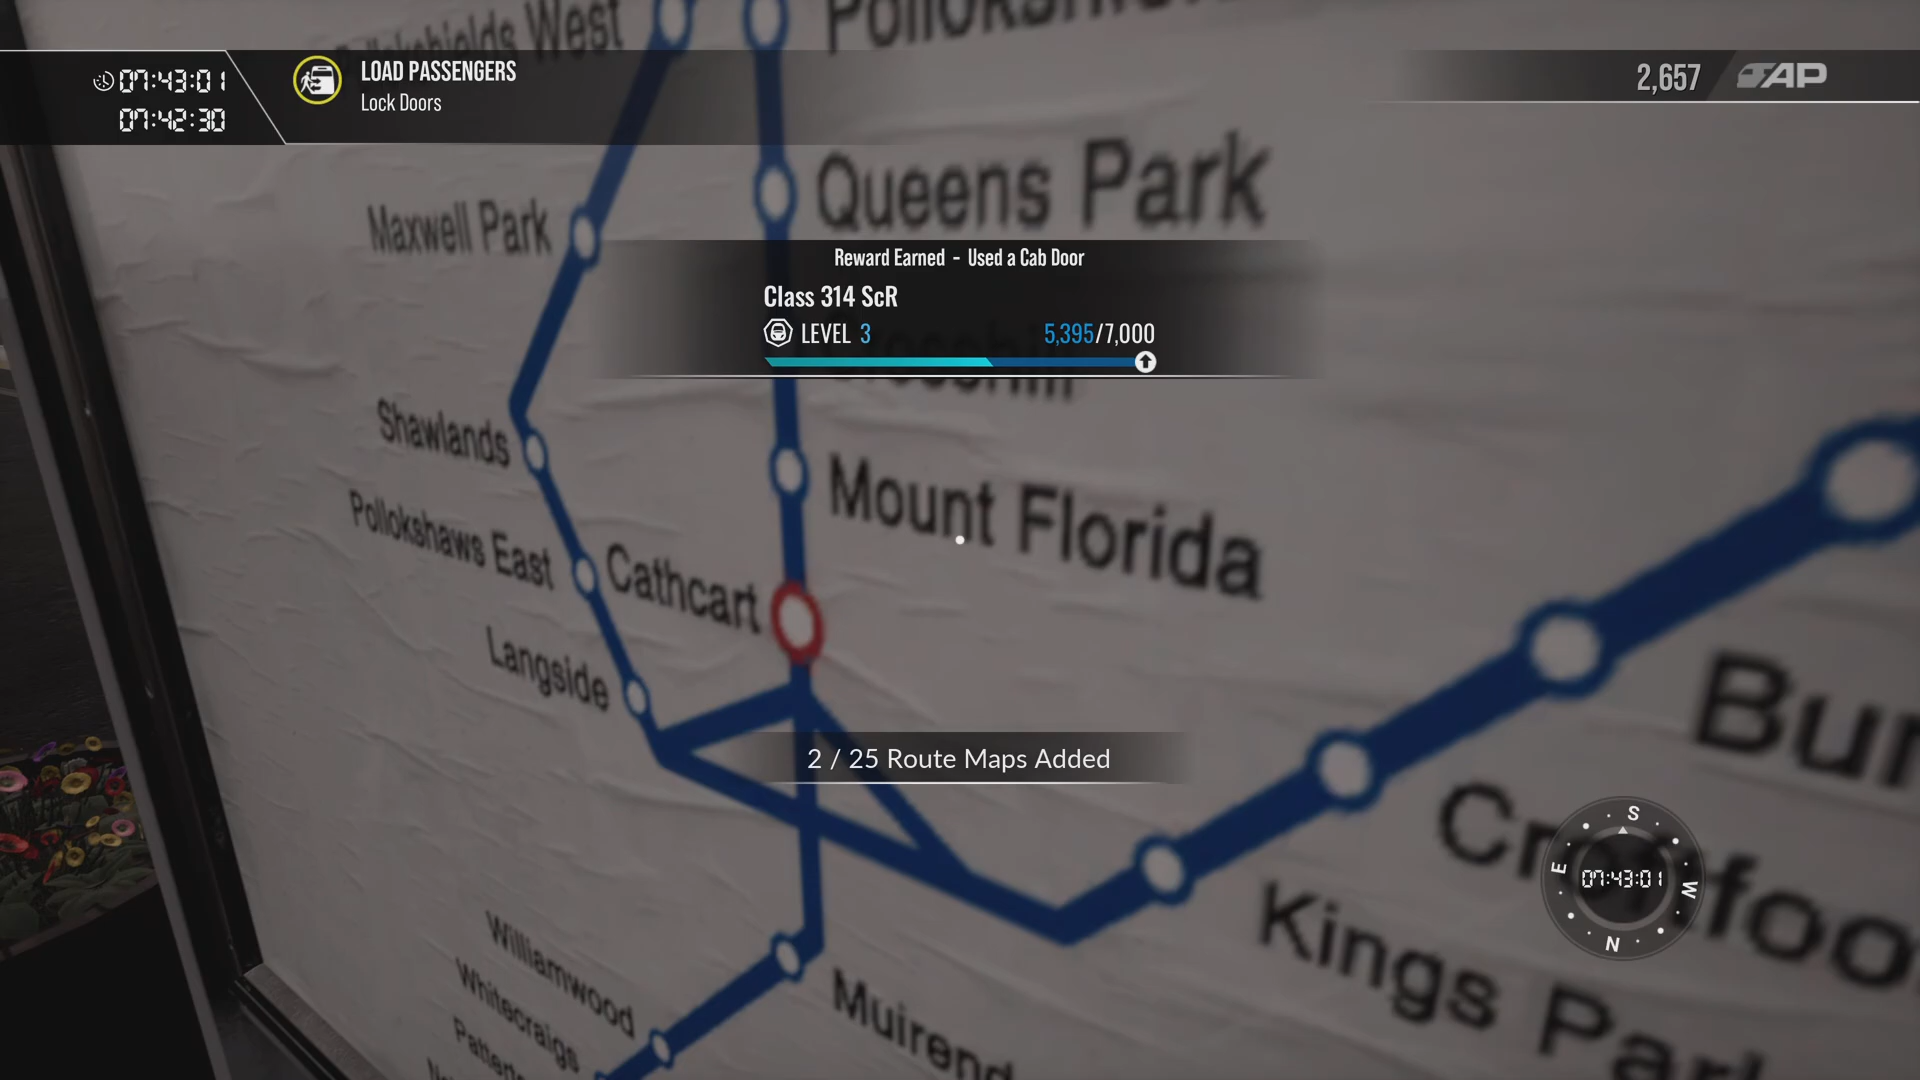 Pollokshields West
07:43:01
07:42:30
LOAD PASSENGERS
Lock Doors
2,657 AP
Queens Park
Maxwell Park
Reward Earned - Used a Cab Door
Class 314 ScR
LEVEL 3
5,395/7,000
Shawlands
Mount Florida
Pollokshaws East
Cathcart
Langside
2 / 25 Route Maps Added
S
E
07:43:01
W
N
Kings Park
Williamwood
Whitecraigs
Muirend